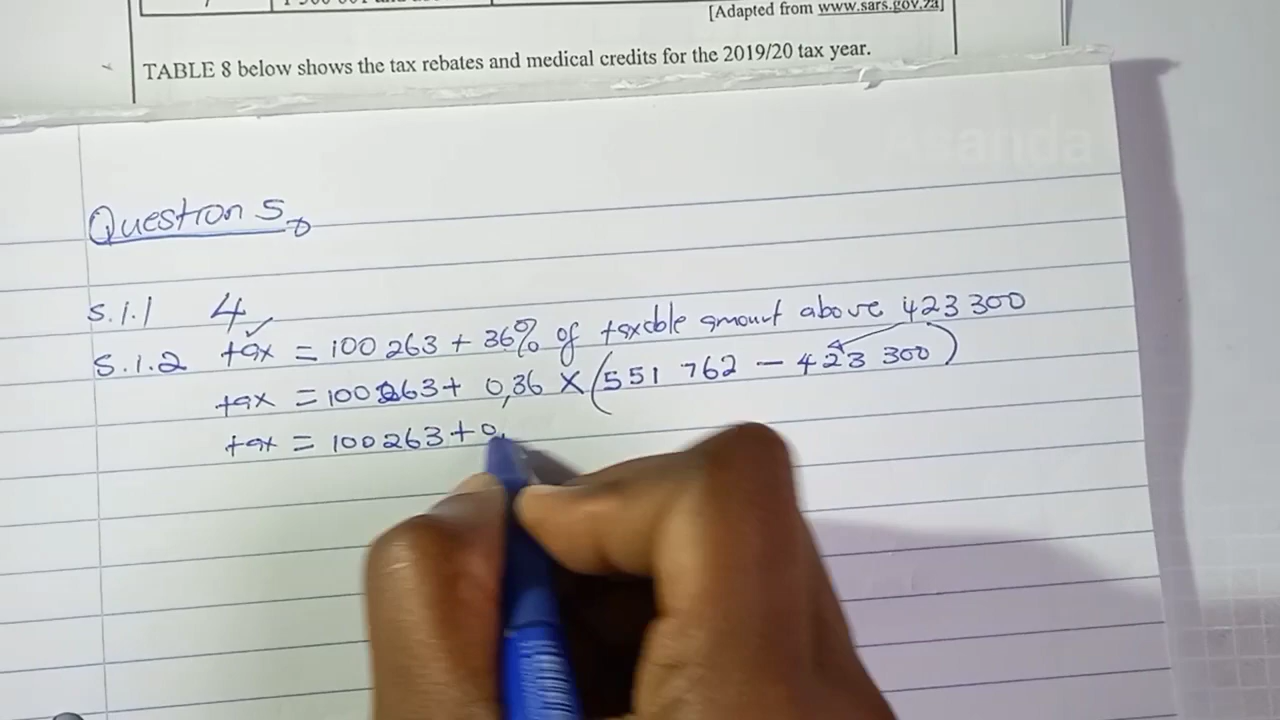 [Adapted from www.sars.gov.za]
TABLE 8 below shows the tax rebates and medical credits for the 2019/20 tax year.
Asanda
Question 5
5.1.1 4
5.1.2 tax = 100 263 + 36% of taxable amount above 423 300
tax = 100 263 + 0,36 × (551 762 − 423 300)
tax = 100 263 + 0,